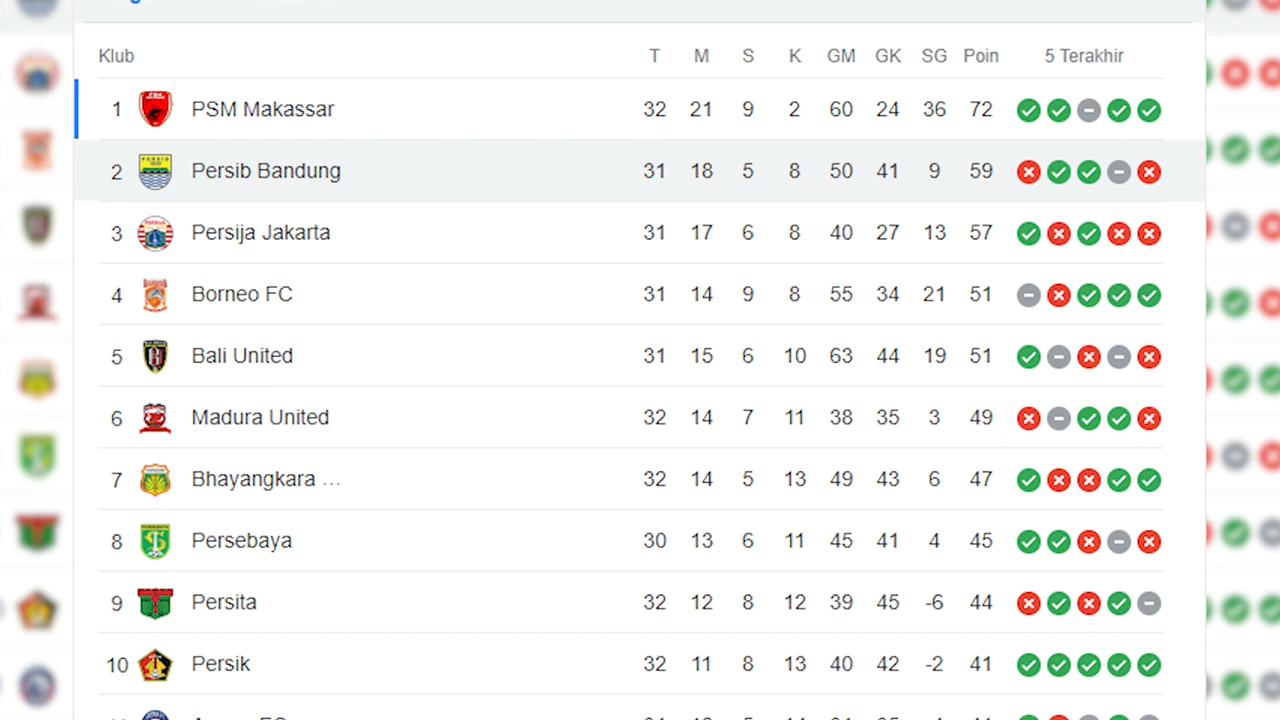 Klub T M S K GM GK SG Poin 5 Terakhir
1 PSM Makassar 32 21 9 2 60 24 36 72
2 Persib Bandung 31 18 5 8 50 41 9 59
3 Persija Jakarta 31 17 6 8 40 27 13 57
4 Borneo FC 31 14 9 8 55 34 21 51
5 Bali United 31 15 6 10 63 44 19 51
6 Madura United 32 14 7 11 38 35 3 49
7 Bhayangkara ... 32 14 5 13 49 43 6 47
8 Persebaya 30 13 6 11 45 41 4 45
9 Persita 32 12 8 12 39 45 -6 44
10 Persik 32 11 8 13 40 42 -2 41